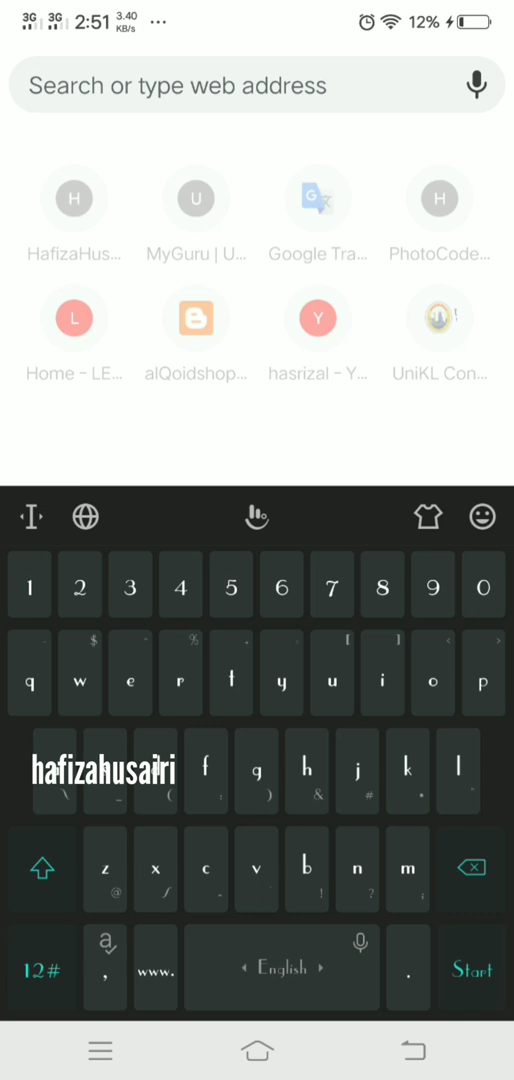 3G 3G 2:51 3.40 KB/s ... 12%
Search or type web address
H U G H
HafizaHus... MyGuru | U... Google Tra... PhotoCode...
L Y
Home – LE... alQoidshop... hasrizal – Y... UniKL Con...
1 2 3 4 5 6 7 8 9 0
$ % [ ] < >
q w e r t y u i o p
hafizahusairi f g h j k l
\ _ ( : ) & #
z x c v b n m
@ / ! ? ¡
12# , www. English . Start